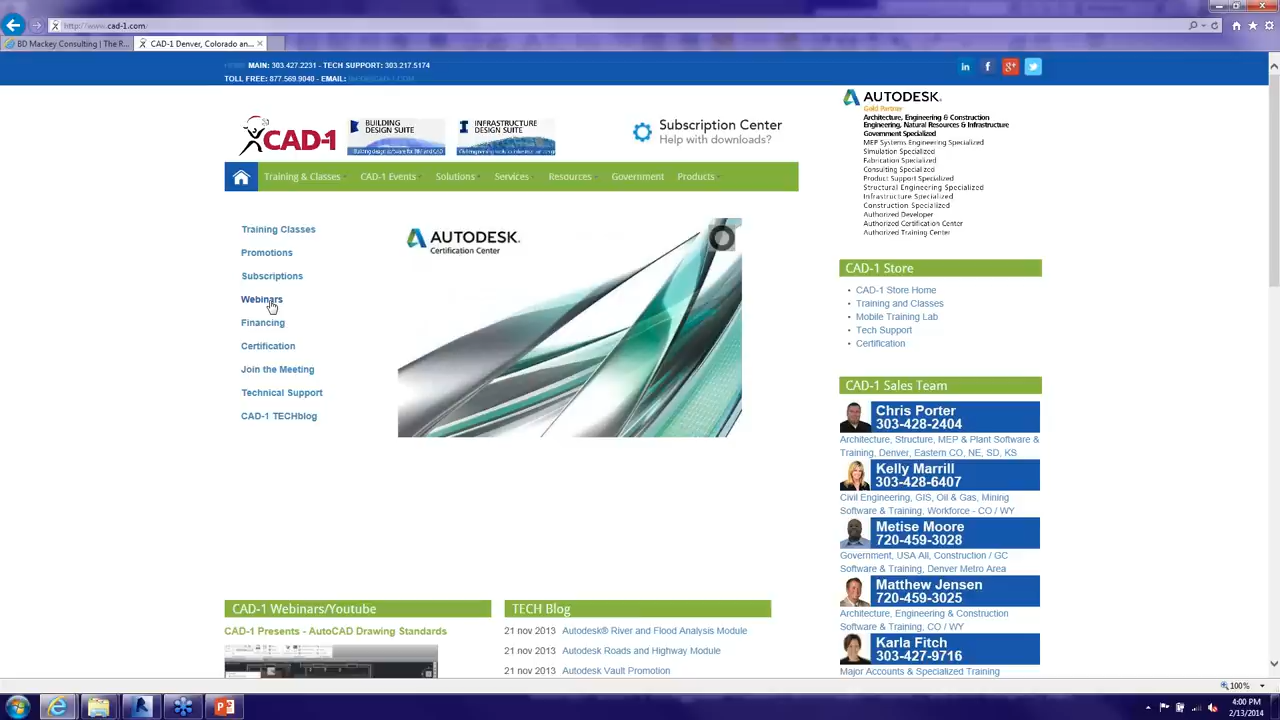 http://www.cad-1.com
BD Mackey Consulting | The R...
CAD-1 Denver, Colorado an...
MAIN: 303.427.2231 - TECH SUPPORT: 303.217.5174
TOLL FREE: 877.569.9040 - EMAIL:
CAD-1
BUILDING
DESIGN SUITE
INFRASTRUCTURE
DESIGN SUITE
Subscription Center
Help with downloads?
AUTODESK.
Gold Partner
Architecture, Engineering & Construction
Engineering, Natural Resources & Infrastructure
Government Specialized
MEP Systems Engineering Specialized
Simulation Specialized
Fabrication Specialized
Consulting Specialized
Product Support Specialized
Structural Engineering Specialized
Infrastructure Specialized
Construction Specialized
Authorized Developer
Authorized Certification Center
Authorized Training Center
Training & Classes
CAD-1 Events
Solutions
Services
Resources
Government
Products
Training Classes
Promotions
Subscriptions
Webinars
Financing
Certification
Join the Meeting
Technical Support
CAD-1 TECHblog
AUTODESK.
Certification Center
CAD-1 Store
• CAD-1 Store Home
• Training and Classes
• Mobile Training Lab
• Tech Support
• Certification
CAD-1 Sales Team
Chris Porter
303-428-2404
Architecture, Structure, MEP & Plant Software &
Training, Denver, Eastern CO, NE, SD, KS
Kelly Marrill
303-428-6407
Civil Engineering, GIS, Oil & Gas, Mining
Software & Training, Workforce - CO / WY
Metise Moore
720-459-3028
Government, USA All, Construction / GC
Software & Training, Denver Metro Area
Matthew Jensen
720-459-3025
Architecture, Engineering & Construction
Software & Training, CO / WY
Karla Fitch
303-427-9716
Major Accounts & Specialized Training
CAD-1 Webinars/Youtube
CAD-1 Presents - AutoCAD Drawing Standards
TECH Blog
21 nov 2013 Autodesk® River and Flood Analysis Module
21 nov 2013 Autodesk Roads and Highway Module
21 nov 2013 Autodesk Vault Promotion
100%
4:00 PM
2/13/2014